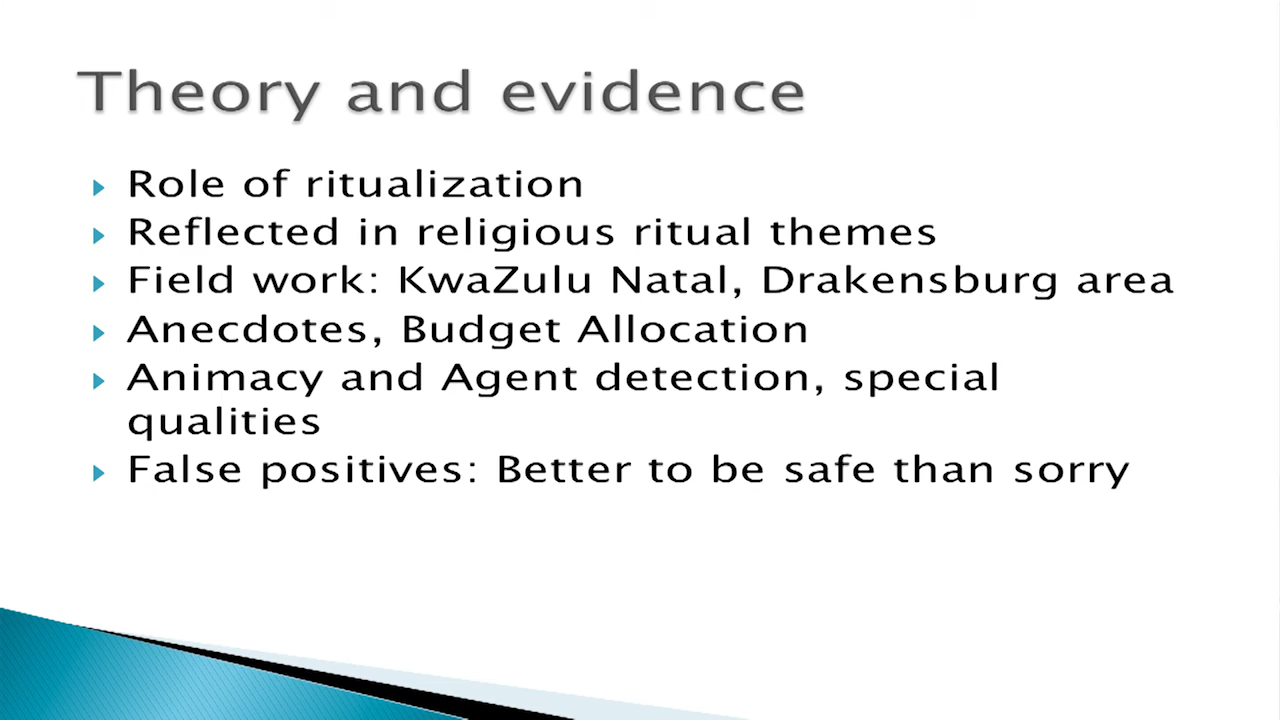 Theory and evidence
Role of ritualization
Reflected in religious ritual themes
Field work: KwaZulu Natal, Drakensburg area
Anecdotes, Budget Allocation
Animacy and Agent detection, special
qualities
False positives: Better to be safe than sorry